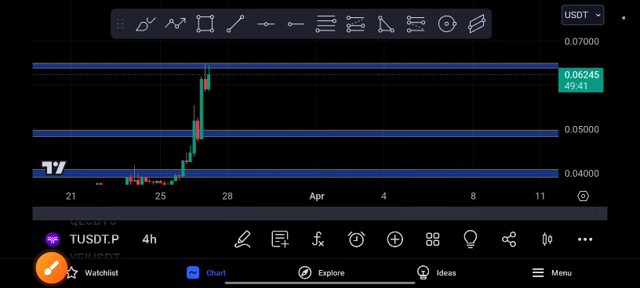 USDT
0.07000
0.06245
49:41
0.05000
0.04000
21 25 28 Apr 4 8 11
TUSDT.P 4h
Watchlist Chart Explore Ideas Menu